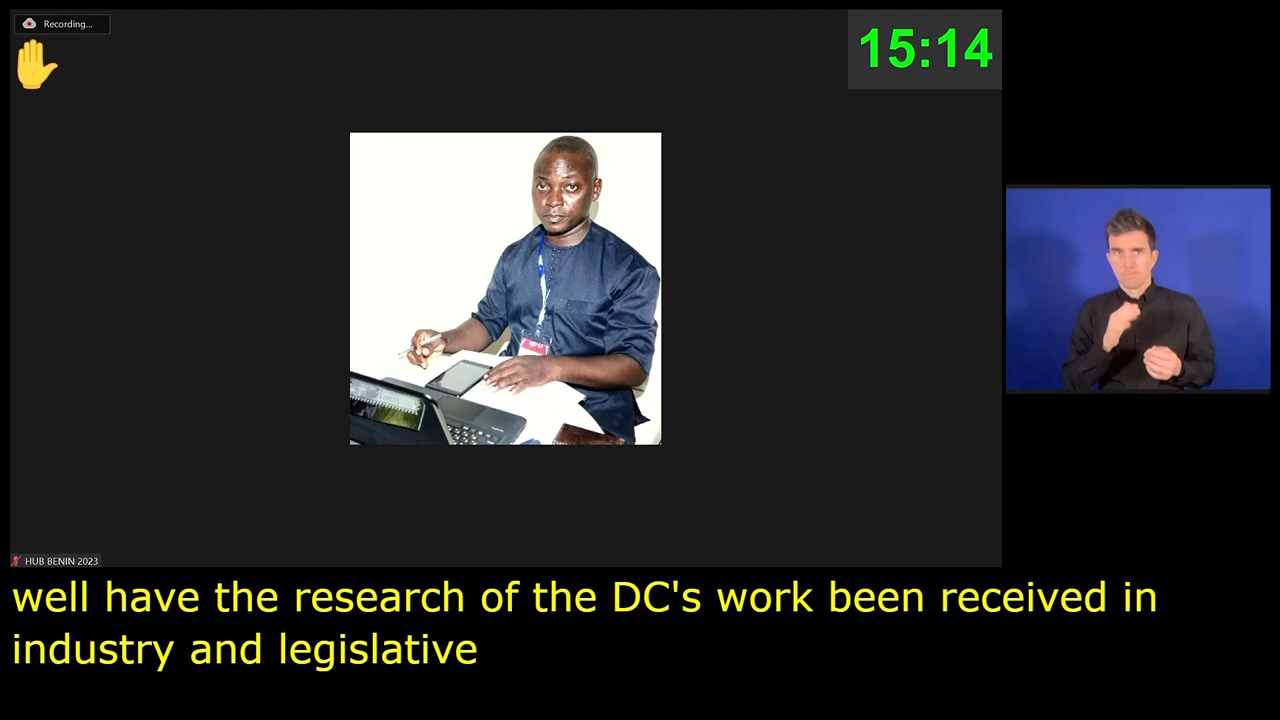 Recording...
15:14
HUB BENIN 2023
well have the research of the DC's work been received in
industry and legislative